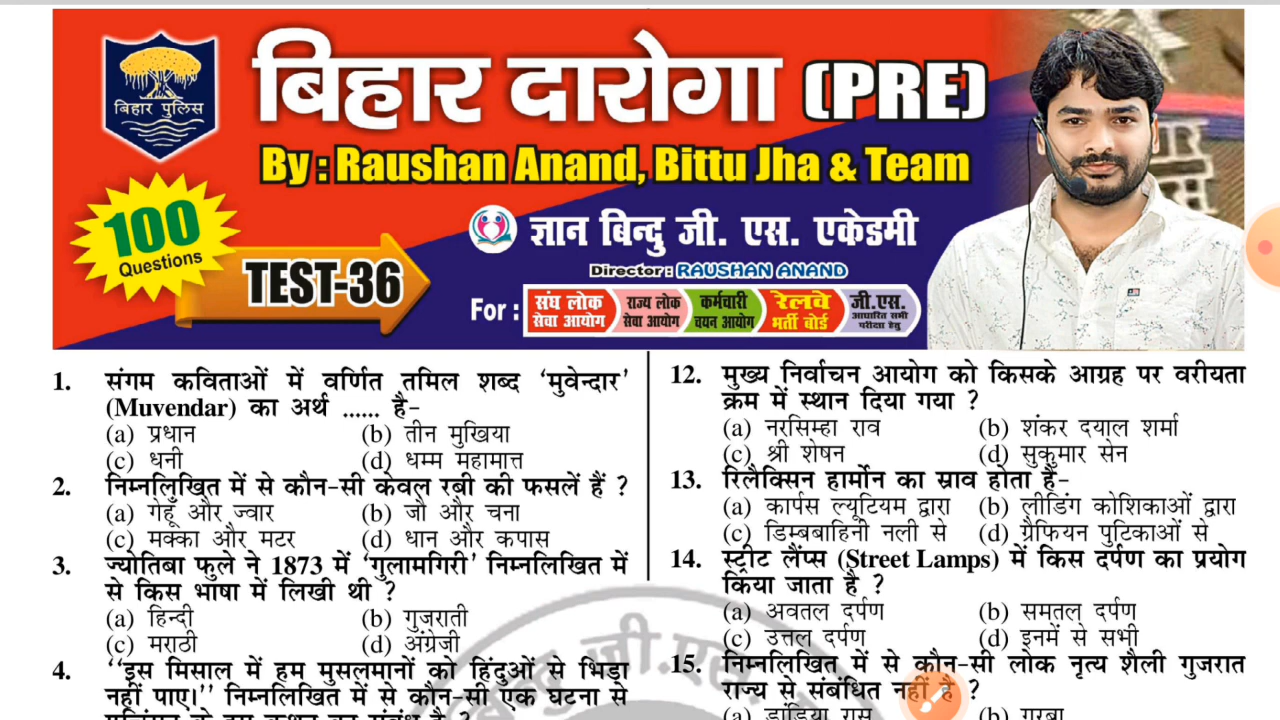 बिहार पुलिस
बिहार दारोगा (PRE)
By : Raushan Anand, Bittu Jha & Team
100
Questions
TEST-36
ज्ञान बिन्दु जी. एस. एकेडमी
Director : RAUSHAN ANAND
For :
संघ लोक
सेवा आयोग
राज्य लोक
सेवा आयोग
कर्मचारी
चयन आयोग
रेलवे
भर्ती बोर्ड
जी.एस.
आधारित सभी
परीक्षा हेतु
1. संगम कविताओं में वर्णित तमिल शब्द ‘मुवेन्दार’
(Muvendar) का अर्थ ...... है-
(a) प्रधान (b) तीन मुखिया
(c) धनी (d) धम्म महामात्त
2. निम्नलिखित में से कौन-सी केवल रबी की फसलें हैं ?
(a) गेहूँ और ज्वार (b) जौ और चना
(c) मक्का और मटर (d) धान और कपास
3. ज्योतिबा फुले ने 1873 में ‘गुलामगिरी’ निम्नलिखित में
से किस भाषा में लिखी थी ?
(a) हिन्दी (b) गुजराती
(c) मराठी (d) अंग्रेजी
4. ‘‘इस मिसाल में हम मुसलमानों को हिंदुओं से भिड़ा
नहीं पाए।’’ निम्नलिखित में से कौन-सी एक घटना से
12. मुख्य निर्वाचन आयोग को किसके आग्रह पर वरीयता
क्रम में स्थान दिया गया ?
(a) नरसिम्हा राव (b) शंकर दयाल शर्मा
(c) श्री शेषन (d) सुकुमार सेन
13. रिलैक्सिन हार्मोन का स्राव होता है-
(a) कार्पस ल्यूटियम द्वारा (b) लीडिंग कोशिकाओं द्वारा
(c) डिम्बबाहिनी नली से (d) ग्रैफियन पुटिकाओं से
14. स्ट्रीट लैंप्स (Street Lamps) में किस दर्पण का प्रयोग
किया जाता है ?
(a) अवतल दर्पण (b) समतल दर्पण
(c) उत्तल दर्पण (d) इनमें से सभी
15. निम्नलिखित में से कौन-सी लोक नृत्य शैली गुजरात
राज्य से संबंधित नहीं है ?
(a) डांडिया रास (b) गरबा